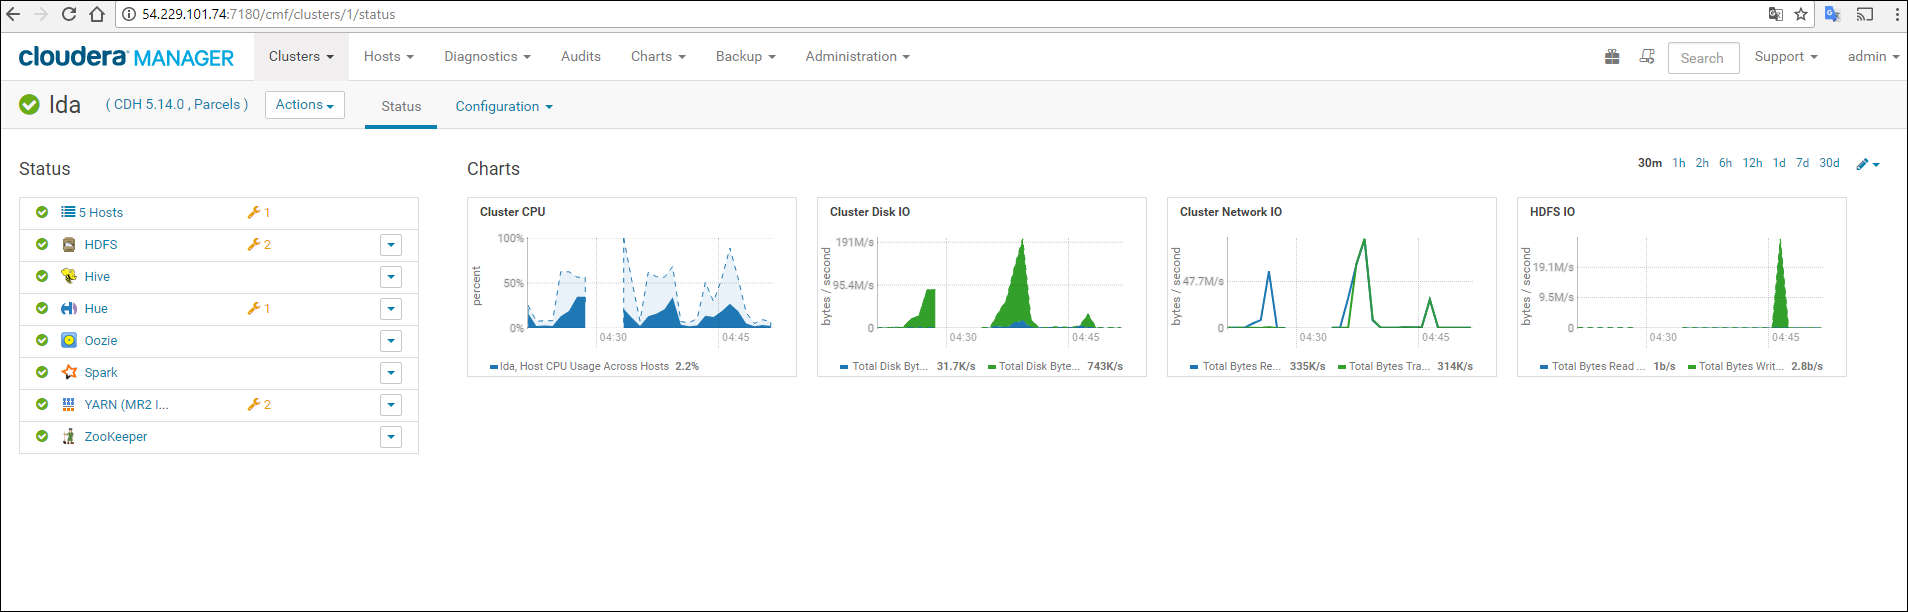 54.229.101.74:7180/cmf/clusters/1/status
cloudera MANAGER Clusters Hosts Diagnostics Audits Charts Backup Administration Search Support admin
lda ( CDH 5.14.0 , Parcels ) Actions Status Configuration
Status
5 Hosts 1
HDFS 2
Hive
Hue 1
Oozie
Spark
YARN (MR2 I... 2
ZooKeeper
Charts
30m 1h 2h 6h 12h 1d 7d 30d
Cluster CPU
percent
100%
50%
0%
04:30 04:45
lda, Host CPU Usage Across Hosts 2.2%
Cluster Disk IO
bytes / second
191M/s
95.4M/s
0
04:30 04:45
Total Disk Byt... 31.7K/s Total Disk Byte... 743K/s
Cluster Network IO
bytes / second
47.7M/s
0
04:30 04:45
Total Bytes Re... 335K/s Total Bytes Tra... 314K/s
HDFS IO
bytes / second
19.1M/s
9.5M/s
0
04:30 04:45
Total Bytes Read ... 1b/s Total Bytes Writ... 2.8b/s